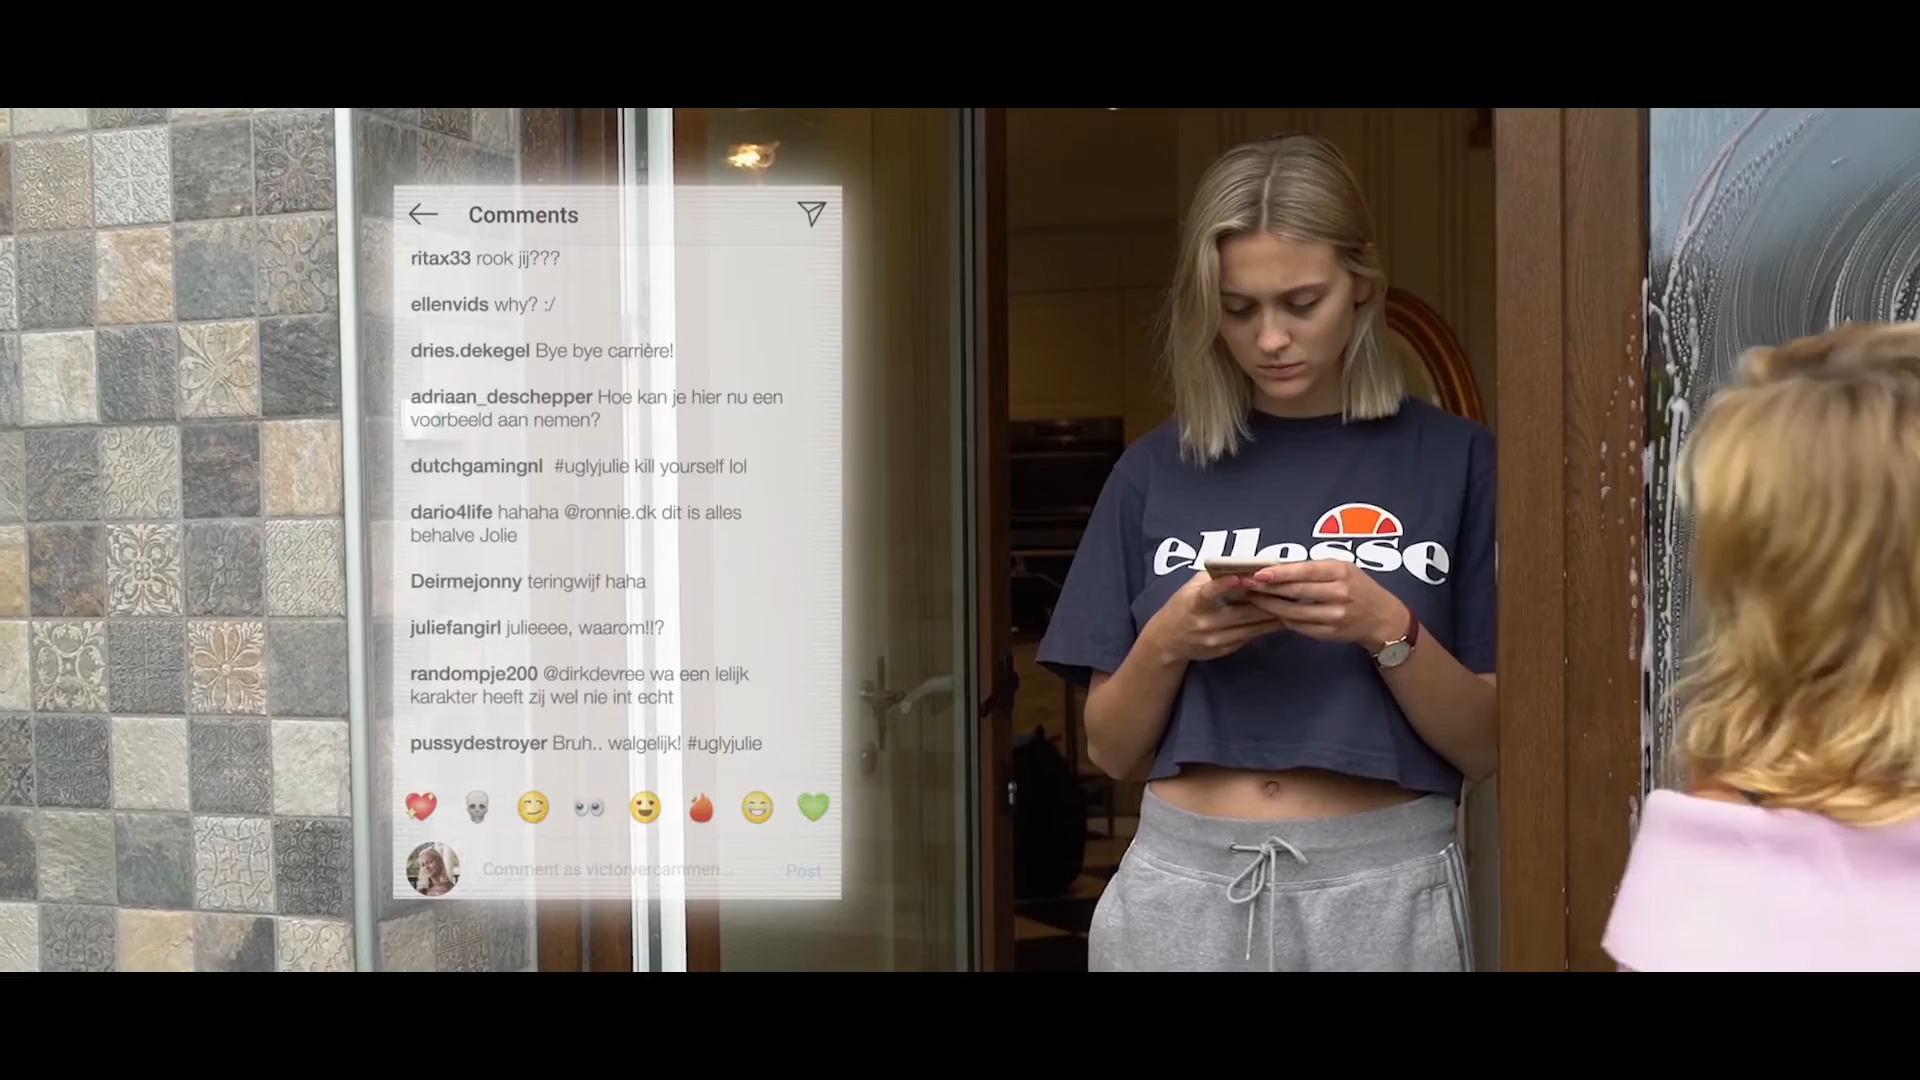 Comments
ritax33 rook jij???
ellenvids why? :/
dries.dekegel Bye bye carrière!
adriaan_deschepper Hoe kan je hier nu een
voorbeeld aan nemen?
dutchgamingnl #uglyjulie kill yourself lol
dario4life hahaha @ronnie.dk dit is alles
behalve Jolie
Deirmejonny teringwijf haha
juliefangirl julieeee, waarom!!?
randompje200 @dirkdevree wa een lelijk
karakter heeft zij wel nie int echt
pussydestroyer Bruh.. walgelijk! #uglyjulie
Comment as victorvercammen... Post
ellesse